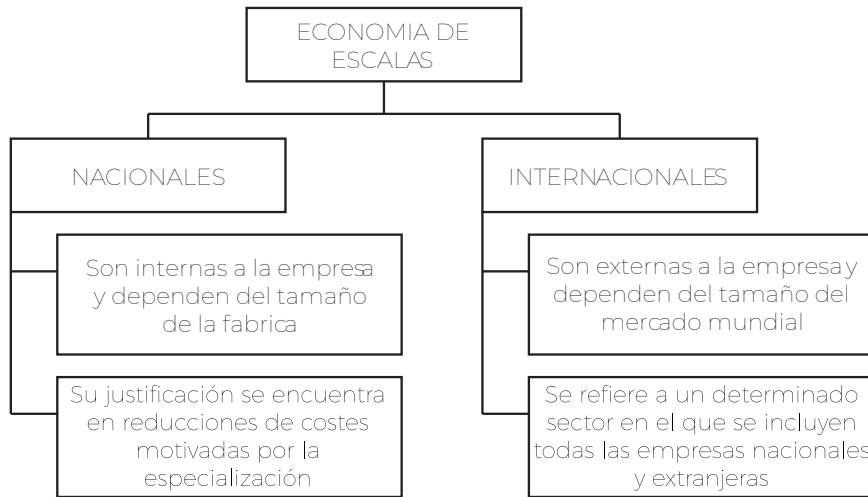 ECONOMIA DE
ESCALAS
NACIONALES
INTERNACIONALES
Son internas a la empresa
y dependen del tamaño
de la fabrica
Son externas a la empresa y
dependen del tamaño del
mercado mundial
Su justificación se encuentra
en reducciones de costes
motivadas por la
especialización
Se refiere a un determinado
sector en el que se incluyen
todas las empresas nacionales
y extranjeras